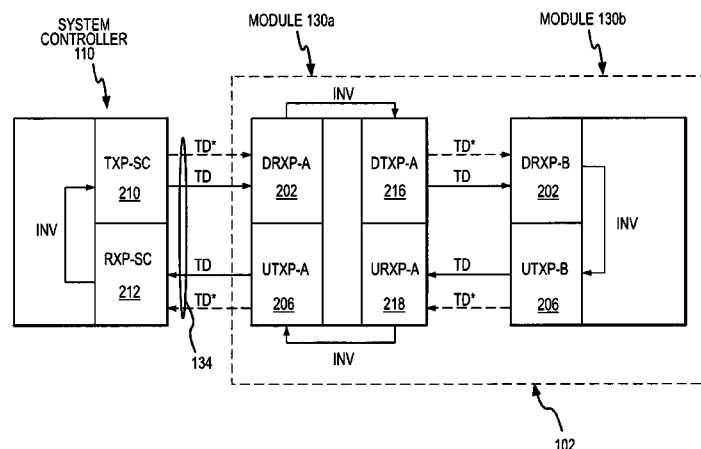 SYSTEM
CONTROLLER
110
MODULE 130a
MODULE 130b
INV
TXP-SC
210
TD*
TD
DRXP-A
202
DTXP-A
216
TD*
TD
DRXP-B
202
INV
INV
RXP-SC
212
TD
TD*
UTXP-A
206
URXP-A
218
TD
TD*
UTXP-B
206
134
INV
102